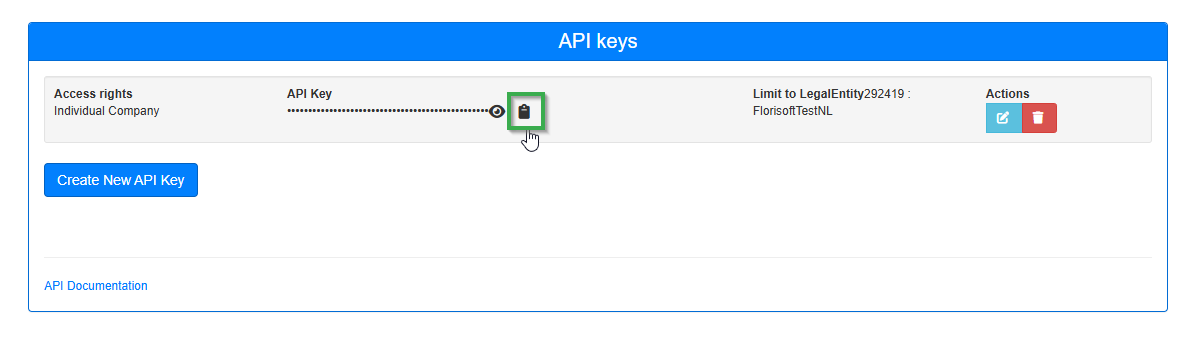 API keys
Access rights
Individual Company
API Key
••••••••••••••••••••••••••••••••••••••••••••••••
Limit to LegalEntity292419 :
FlorisoftTestNL
Actions
Create New API Key
API Documentation